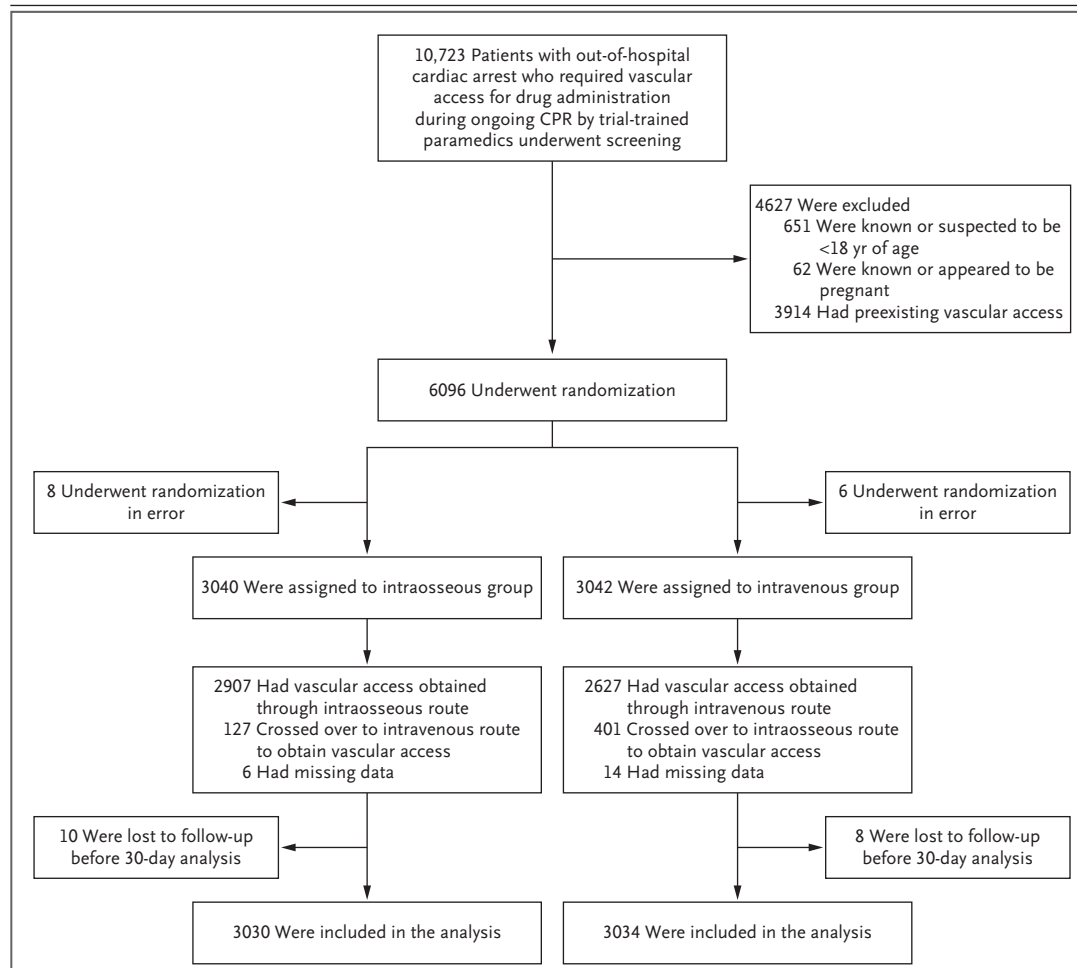 10,723 Patients with out-of-hospital
cardiac arrest who required vascular
access for drug administration
during ongoing CPR by trial-trained
paramedics underwent screening
4627 Were excluded
651 Were known or suspected to be
<18 yr of age
62 Were known or appeared to be
pregnant
3914 Had preexisting vascular access
6096 Underwent randomization
8 Underwent randomization
in error
6 Underwent randomization
in error
3040 Were assigned to intraosseous group
3042 Were assigned to intravenous group
2907 Had vascular access obtained
through intraosseous route
127 Crossed over to intravenous route
to obtain vascular access
6 Had missing data
2627 Had vascular access obtained
through intravenous route
401 Crossed over to intraosseous route
to obtain vascular access
14 Had missing data
10 Were lost to follow-up
before 30-day analysis
8 Were lost to follow-up
before 30-day analysis
3030 Were included in the analysis
3034 Were included in the analysis